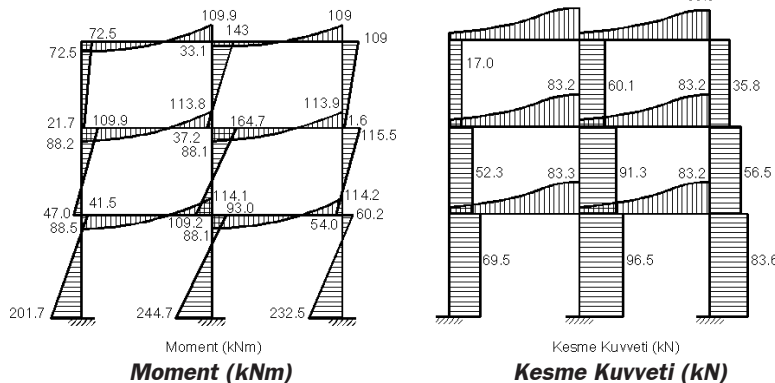 109.9 109
72.5 143
72.5 33.1 109
17.0 60.1 35.8
113.8 113.9 83.2 83.2
21.7 109.9 164.7 1.6
88.2 37.2 88.1 115.5
52.3 91.3 56.5
83.3 83.2
41.5 114.1 114.2
47.0 93.0 60.2
88.5 109.2 88.1 54.0
69.5 96.5 83.6
201.7 244.7 232.5
Moment (kNm) Kesme Kuvveti (kN)
Moment (kNm) Kesme Kuvveti (kN)